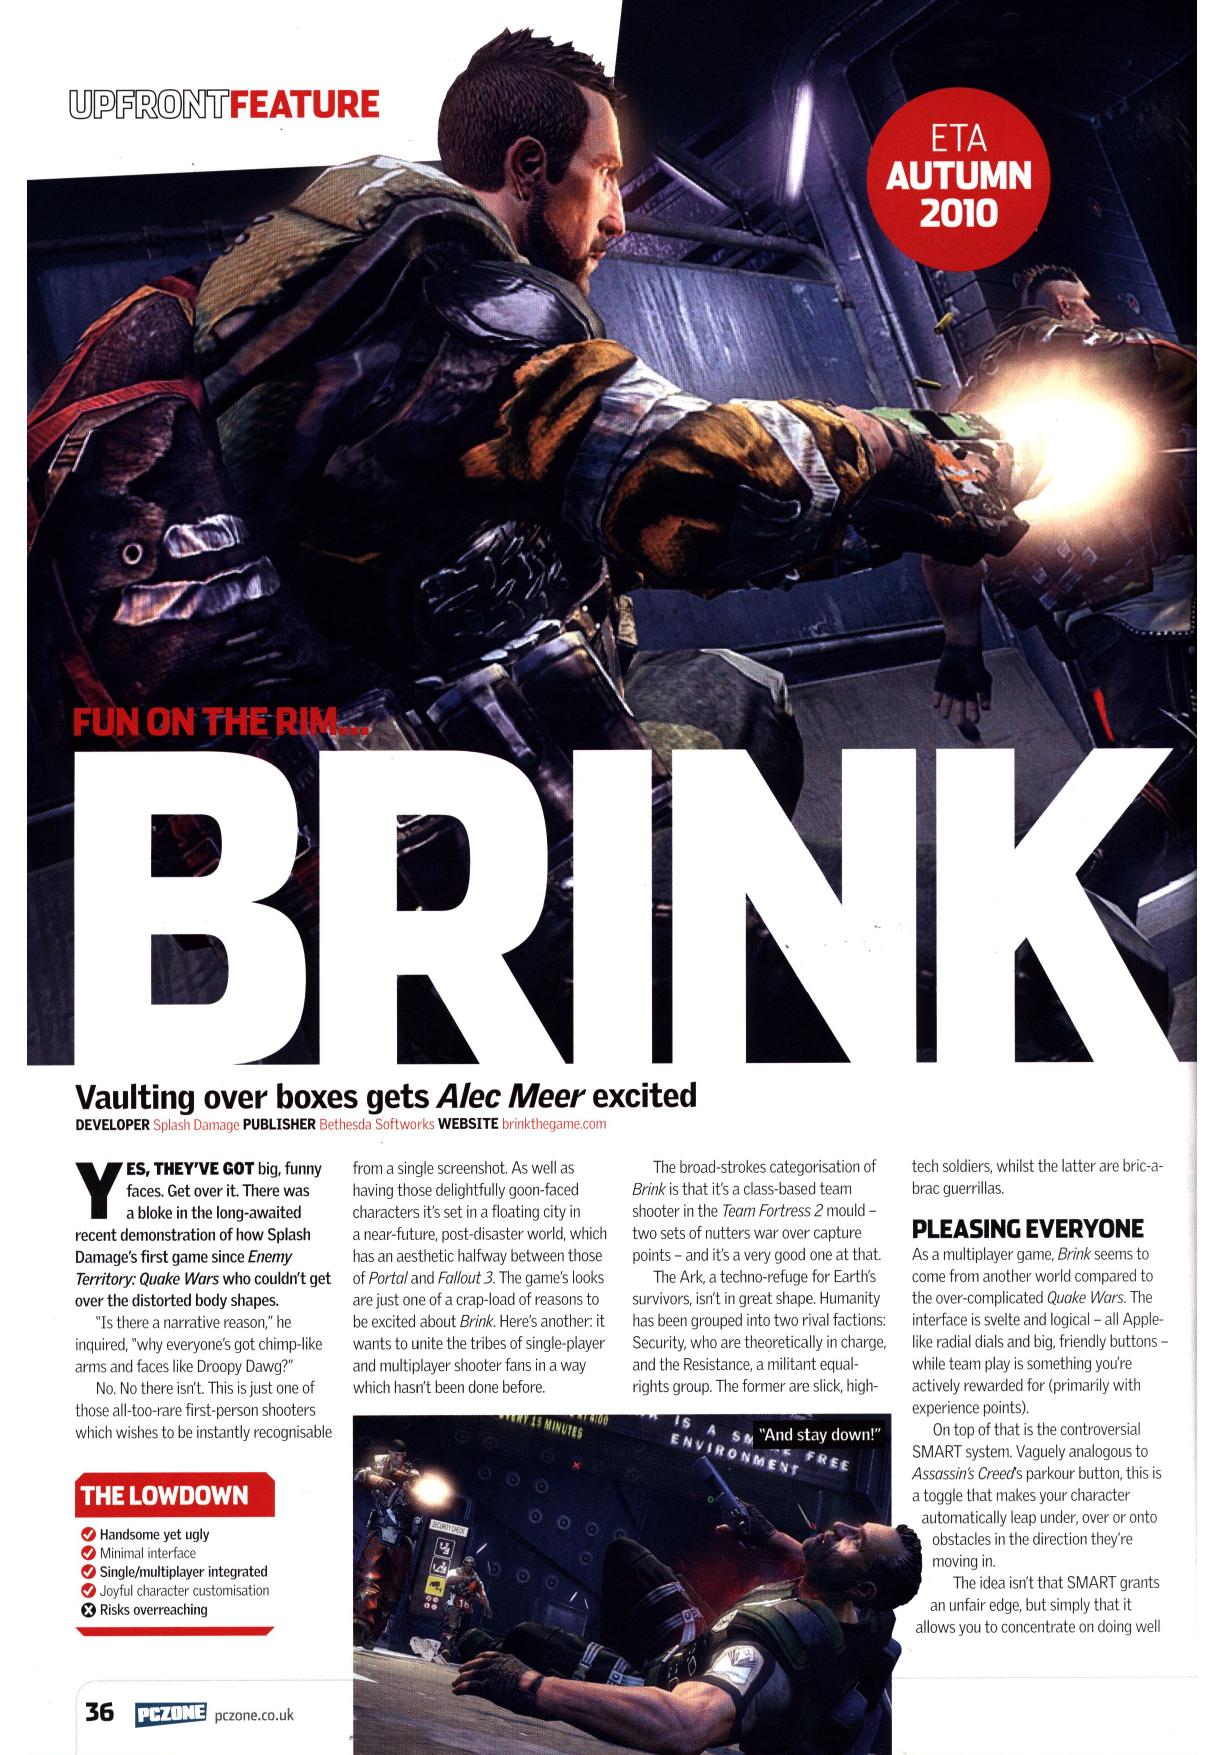 UPFRONTFEATURE
ETA
AUTUMN
2010
FUN ON THE RIM...
BRINK
Vaulting over boxes gets Alec Meer excited
DEVELOPER Splash Damage PUBLISHER Bethesda Softworks WEBSITE brinkthegame.com
YES, THEY'VE GOT big, funny
faces. Get over it. There was
a bloke in the long-awaited
recent demonstration of how Splash
Damage's first game since Enemy
Territory: Quake Wars who couldn't get
over the distorted body shapes.
"Is there a narrative reason," he
inquired, "why everyone's got chimp-like
arms and faces like Droopy Dawg?"
No. No there isn't. This is just one of
those all-too-rare first-person shooters
which wishes to be instantly recognisable
from a single screenshot. As well as
having those delightfully goon-faced
characters it's set in a floating city in
a near-future, post-disaster world, which
has an aesthetic halfway between those
of Portal and Fallout 3. The game's looks
are just one of a crap-load of reasons to
be excited about Brink. Here's another: it
wants to unite the tribes of single-player
and multiplayer shooter fans in a way
which hasn't been done before.
The broad-strokes categorisation of
Brink is that it's a class-based team
shooter in the Team Fortress 2 mould –
two sets of nutters war over capture
points – and it's a very good one at that.
The Ark, a techno-refuge for Earth's
survivors, isn't in great shape. Humanity
has been grouped into two rival factions:
Security, who are theoretically in charge,
and the Resistance, a militant equal-
rights group. The former are slick, high-
tech soldiers, whilst the latter are bric-a-
brac guerrillas.
PLEASING EVERYONE
As a multiplayer game, Brink seems to
come from another world compared to
the over-complicated Quake Wars. The
interface is svelte and logical – all Apple-
like radial dials and big, friendly buttons –
while team play is something you're
actively rewarded for (primarily with
experience points).
On top of that is the controversial
SMART system. Vaguely analogous to
Assassin's Creed's parkour button, this is
a toggle that makes your character
automatically leap under, over or onto
obstacles in the direction they're
moving in.
The idea isn't that SMART grants
an unfair edge, but simply that it
allows you to concentrate on doing well
THE LOWDOWN
Handsome yet ugly
Minimal interface
Single/multiplayer integrated
Joyful character customisation
Risks overreaching
EVERY 15 MINUTES
IS A SM FREE
ENVIRONMENT
"And stay down!"
SECURITY CHECK
36 PCZONE pczone.co.uk